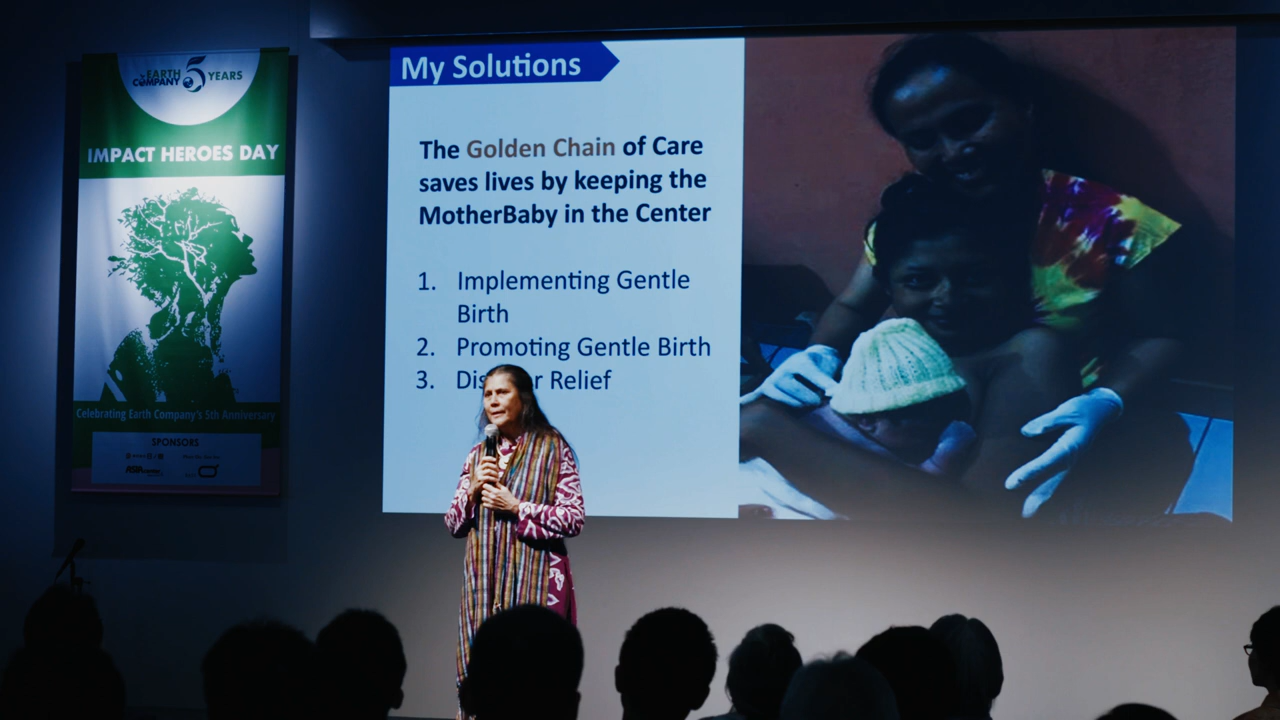 EARTH
COMPANY
5 YEARS
IMPACT HEROES DAY
Celebrating Earth Company's 5th Anniversary
SPONSORS
My Solutions
The Golden Chain of Care
saves lives by keeping the
MotherBaby in the Center
1. Implementing Gentle
Birth
2. Promoting Gentle Birth
3. Relief